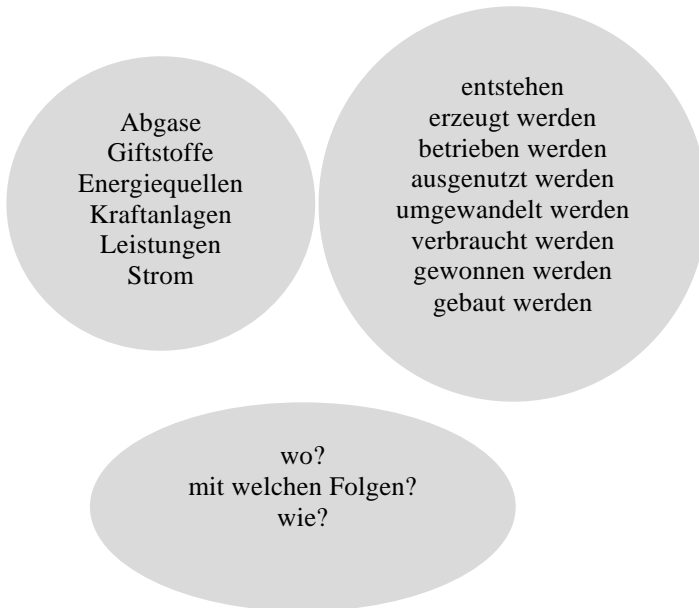 Abgase
Giftstoffe
Energiequellen
Kraftanlagen
Leistungen
Strom
entstehen
erzeugt werden
betrieben werden
ausgenutzt werden
umgewandelt werden
verbraucht werden
gewonnen werden
gebaut werden
wo?
mit welchen Folgen?
wie?